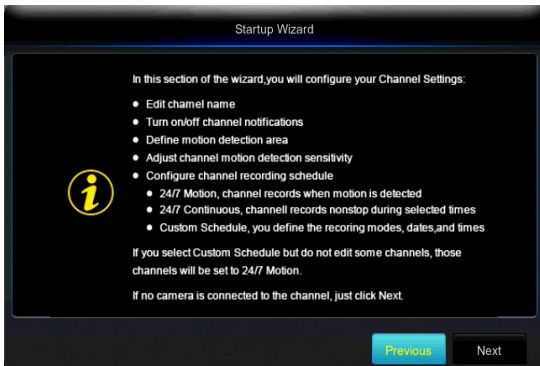 Startup Wizard
In this section of the wizard,you will configure your Channel Settings:
● Edit chamel name
● Turn on/off channel notifications
● Define motion detection area
● Adjust channel motion detection sensitivity
● Configure channel recording schedule
● 24/7 Motion, channel records when motion is detected
● 24/7 Continuous, channell records nonstop during selected times
● Custom Schedule, you define the recoring modes, dates,and times
If you select Custom Schedule but do not edit some channels, those
channels will be set to 24/7 Motion.
If no camera is connected to the channel, just click Next.
Previous
Next